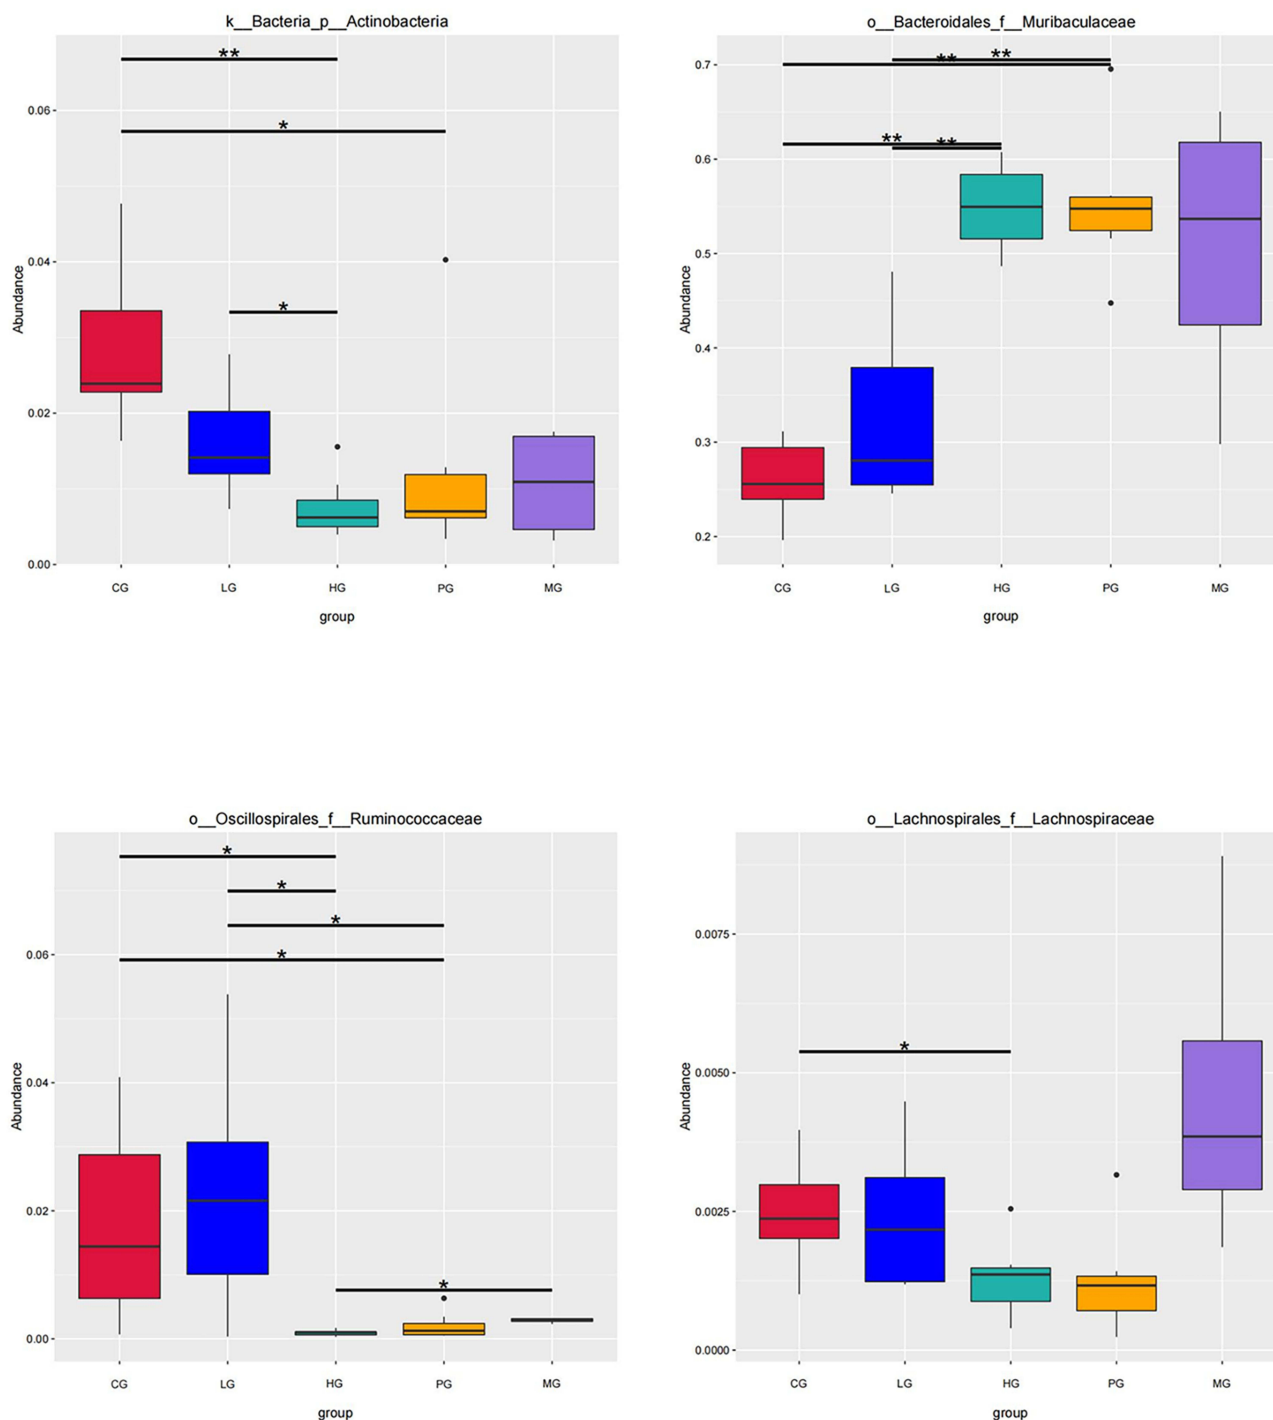 k__Bacteria_p__Actinobacteria
**
*
*
0.06
0.04
0.02
0.00
Abundance
CG LG HG PG MG
group
o__Bacteroidales_f__Muribaculaceae
** **
**
**
0.7
0.6
0.5
0.4
0.3
0.2
Abundance
CG LG HG PG MG
group
o__Oscillospirales_f__Ruminococcaceae
*
*
*
*
*
0.06
0.04
0.02
0.00
Abundance
CG LG HG PG MG
group
o__Lachnospirales_f__Lachnospiraceae
*
0.0075
0.0050
0.0025
0.0000
Abundance
CG LG HG PG MG
group